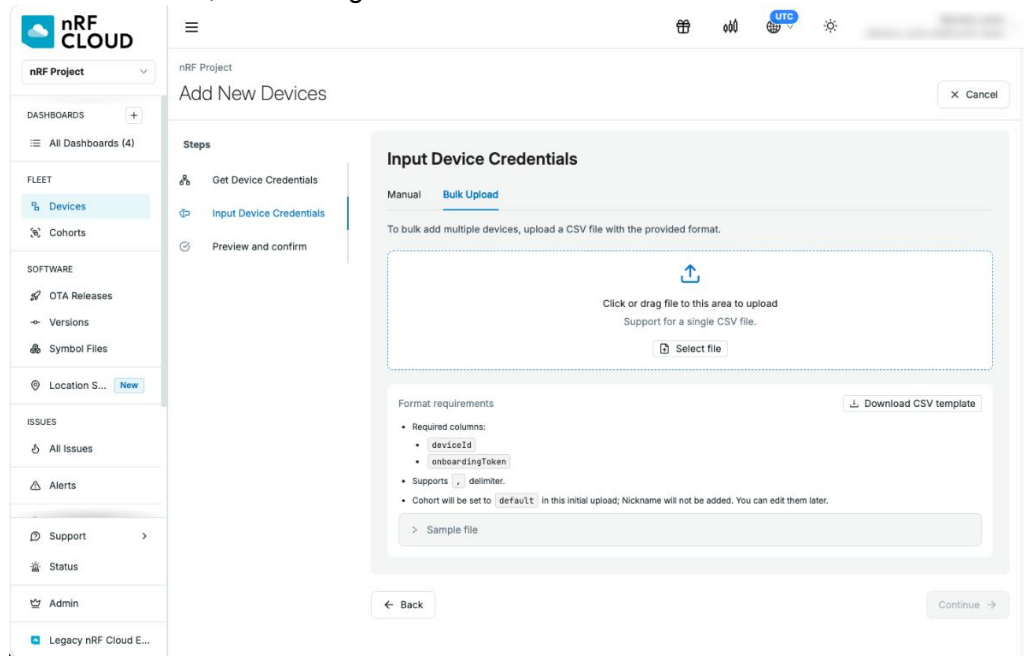 nRF
CLOUD
UTC
nRF Project
nRF Project
Add New Devices
Cancel
DASHBOARDS
All Dashboards (4)
FLEET
Devices
Cohorts
SOFTWARE
OTA Releases
Versions
Symbol Files
Location S... New
ISSUES
All Issues
Alerts
Support
Status
Admin
Legacy nRF Cloud E...
Steps
Get Device Credentials
Input Device Credentials
Preview and confirm
Input Device Credentials
Manual Bulk Upload
To bulk add multiple devices, upload a CSV file with the provided format.
Click or drag file to this area to upload
Support for a single CSV file.
Select file
Format requirements
Download CSV template
• Required columns:
• deviceId
• onboardingToken
• Supports , delimiter.
• Cohort will be set to default in this initial upload; Nickname will not be added. You can edit them later.
> Sample file
← Back
Continue →